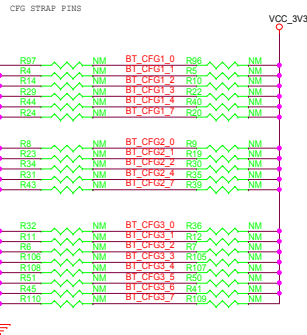 CFG STRAP PINS
VCC_3V3
R97 NM BT_CFG1_0 R96 NM
R4 NM BT_CFG1_1 R5 NM
R14 NM BT_CFG1_2 R10 NM
R29 NM BT_CFG1_3 R22 NM
R44 NM BT_CFG1_4 R40 NM
R24 NM BT_CFG1_7 R20 NM
R8 NM BT_CFG2_0 R9 NM
R23 NM BT_CFG2_1 R19 NM
R34 NM BT_CFG2_2 R30 NM
R31 NM BT_CFG2_4 R35 NM
R43 NM BT_CFG2_7 R39 NM
R32 NM BT_CFG3_0 R36 NM
R11 NM BT_CFG3_1 R12 NM
R6 NM BT_CFG3_2 R7 NM
R106 NM BT_CFG3_3 R105 NM
R108 NM BT_CFG3_4 R107 NM
R51 NM BT_CFG3_5 R50 NM
R45 NM BT_CFG3_6 R41 NM
R110 NM BT_CFG3_7 R109 NM